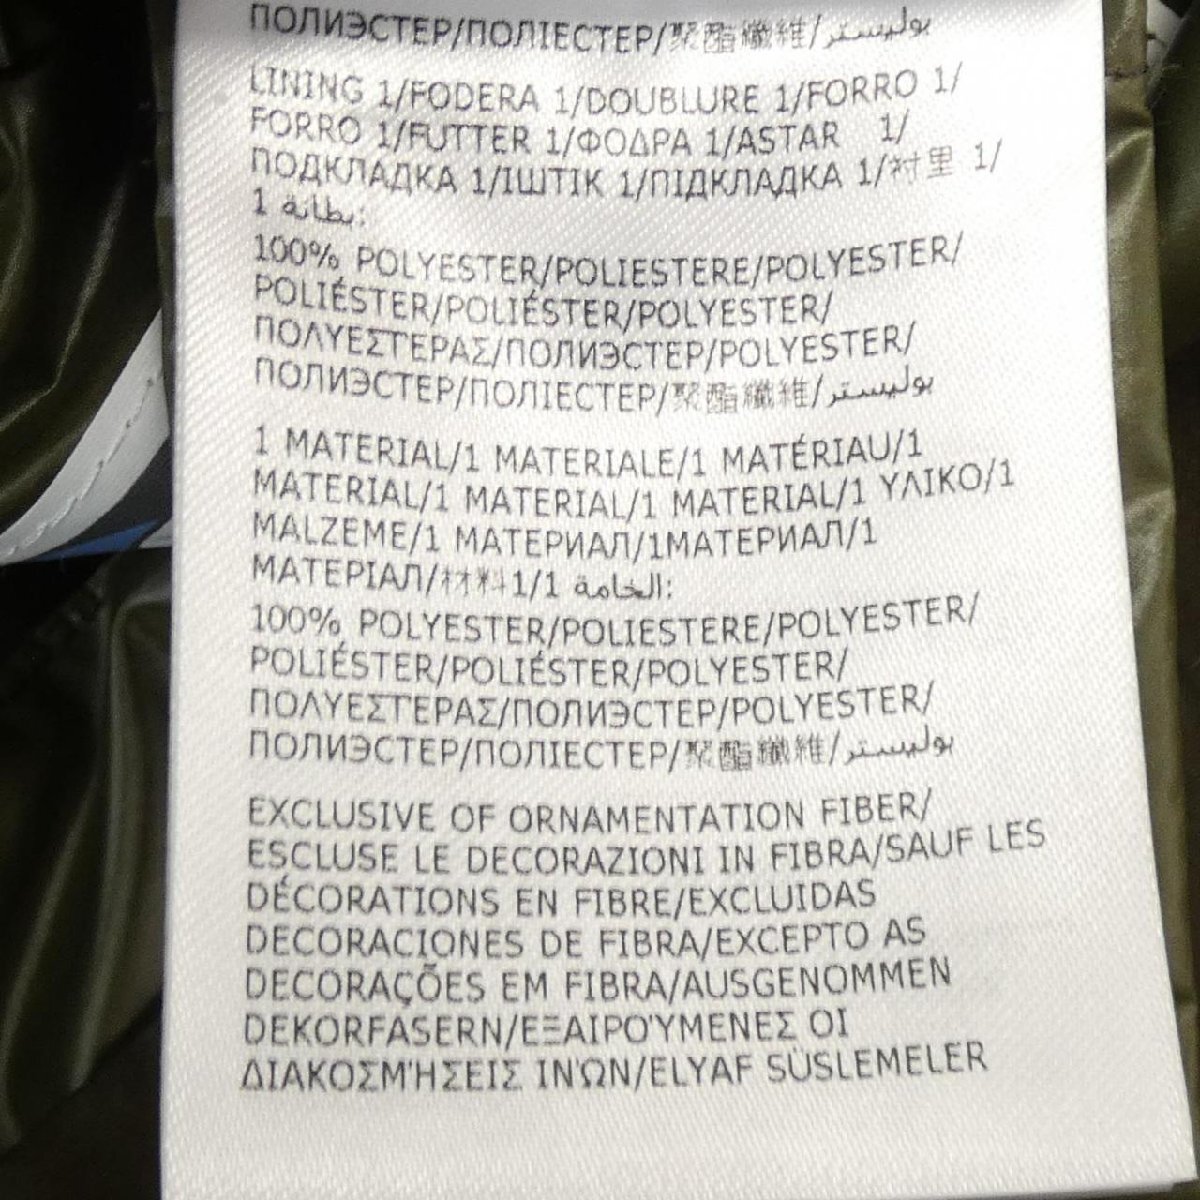 ПОЛИЭСТЕР/ПОЛІЕСТЕР/聚酯纖維/بوليستر
LINING 1/FODERA 1/DOUBLURE 1/FORRO 1/
FORRO 1/FUTTER 1/ΦΟΔΡΑ 1/ASTAR 1/
ПОДКЛАДКА 1/ІШТІК 1/ПІДКЛАДКА 1/衬里 1/
بطانة 1:
100% POLYESTER/POLIESTERE/POLYESTER/
POLIÉSTER/POLIÉSTER/POLYESTER/
ΠΟΛΥΕΣΤΕΡΑΣ/ПОЛИЭСТЕР/POLYESTER/
ПОЛИЭСТЕР/ПОЛІЕСТЕР/聚酯纖維/بوليستر
1 MATERIAL/1 MATERIALE/1 MATÉRIAU/1
MATERIAL/1 MATERIAL/1 MATERIAL/1 ΥΛΙΚΟ/1
MALZEME/1 МАТЕРИАЛ/1МАТЕРИАЛ/1
МАТЕРІАЛ/材料1/1 الخامة:
100% POLYESTER/POLIESTERE/POLYESTER/
POLIÉSTER/POLIÉSTER/POLYESTER/
ΠΟΛΥΕΣΤΕΡΑΣ/ПОЛИЭСТЕР/POLYESTER/
ПОЛИЭСТЕР/ПОЛІЕСТЕР/聚酯纖維/بوليستر
EXCLUSIVE OF ORNAMENTATION FIBER/
ESCLUSE LE DECORAZIONI IN FIBRA/SAUF LES
DÉCORATIONS EN FIBRE/EXCLUIDAS
DECORACIONES DE FIBRA/EXCEPTO AS
DECORAÇÕES EM FIBRA/AUSGENOMMEN
DEKORFASERN/ΕΞΑΙΡΟΎΜΕΝΕΣ ΟΙ
ΔΙΑΚΟΣΜΉΣΕΙΣ ΙΝΏΝ/ELYAF SÜSLEMELER